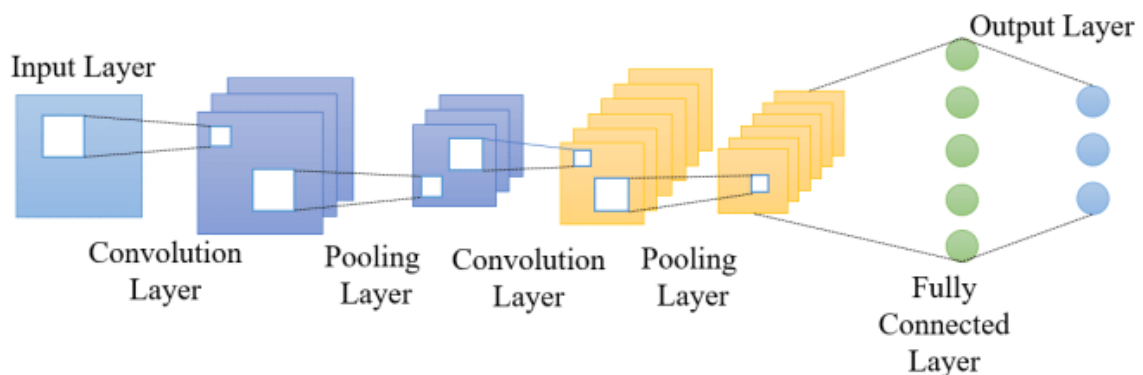 Input Layer
Output Layer
Convolution
Layer
Pooling
Layer
Convolution
Layer
Pooling
Layer
Fully
Connected
Layer